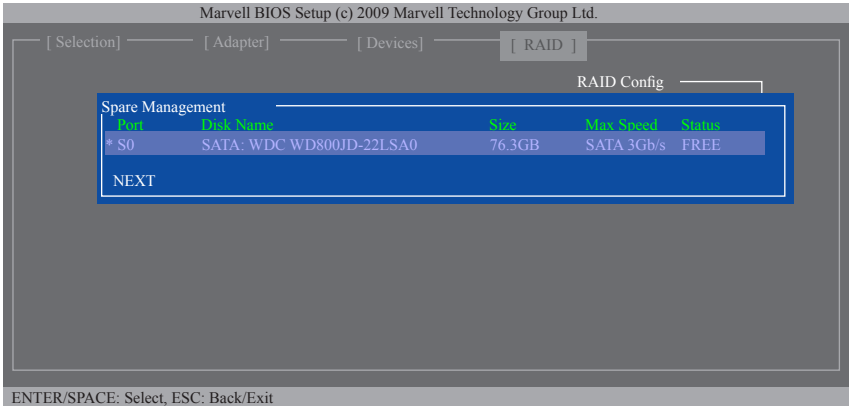 Marvell BIOS Setup (c) 2009 Marvell Technology Group Ltd.
[ Selection] [ Adapter] [ Devices] [ RAID ]
RAID Config
Spare Management
Port Disk Name Size Max Speed Status
* S0 SATA: WDC WD800JD-22LSA0 76.3GB SATA 3Gb/s FREE
NEXT
ENTER/SPACE: Select, ESC: Back/Exit